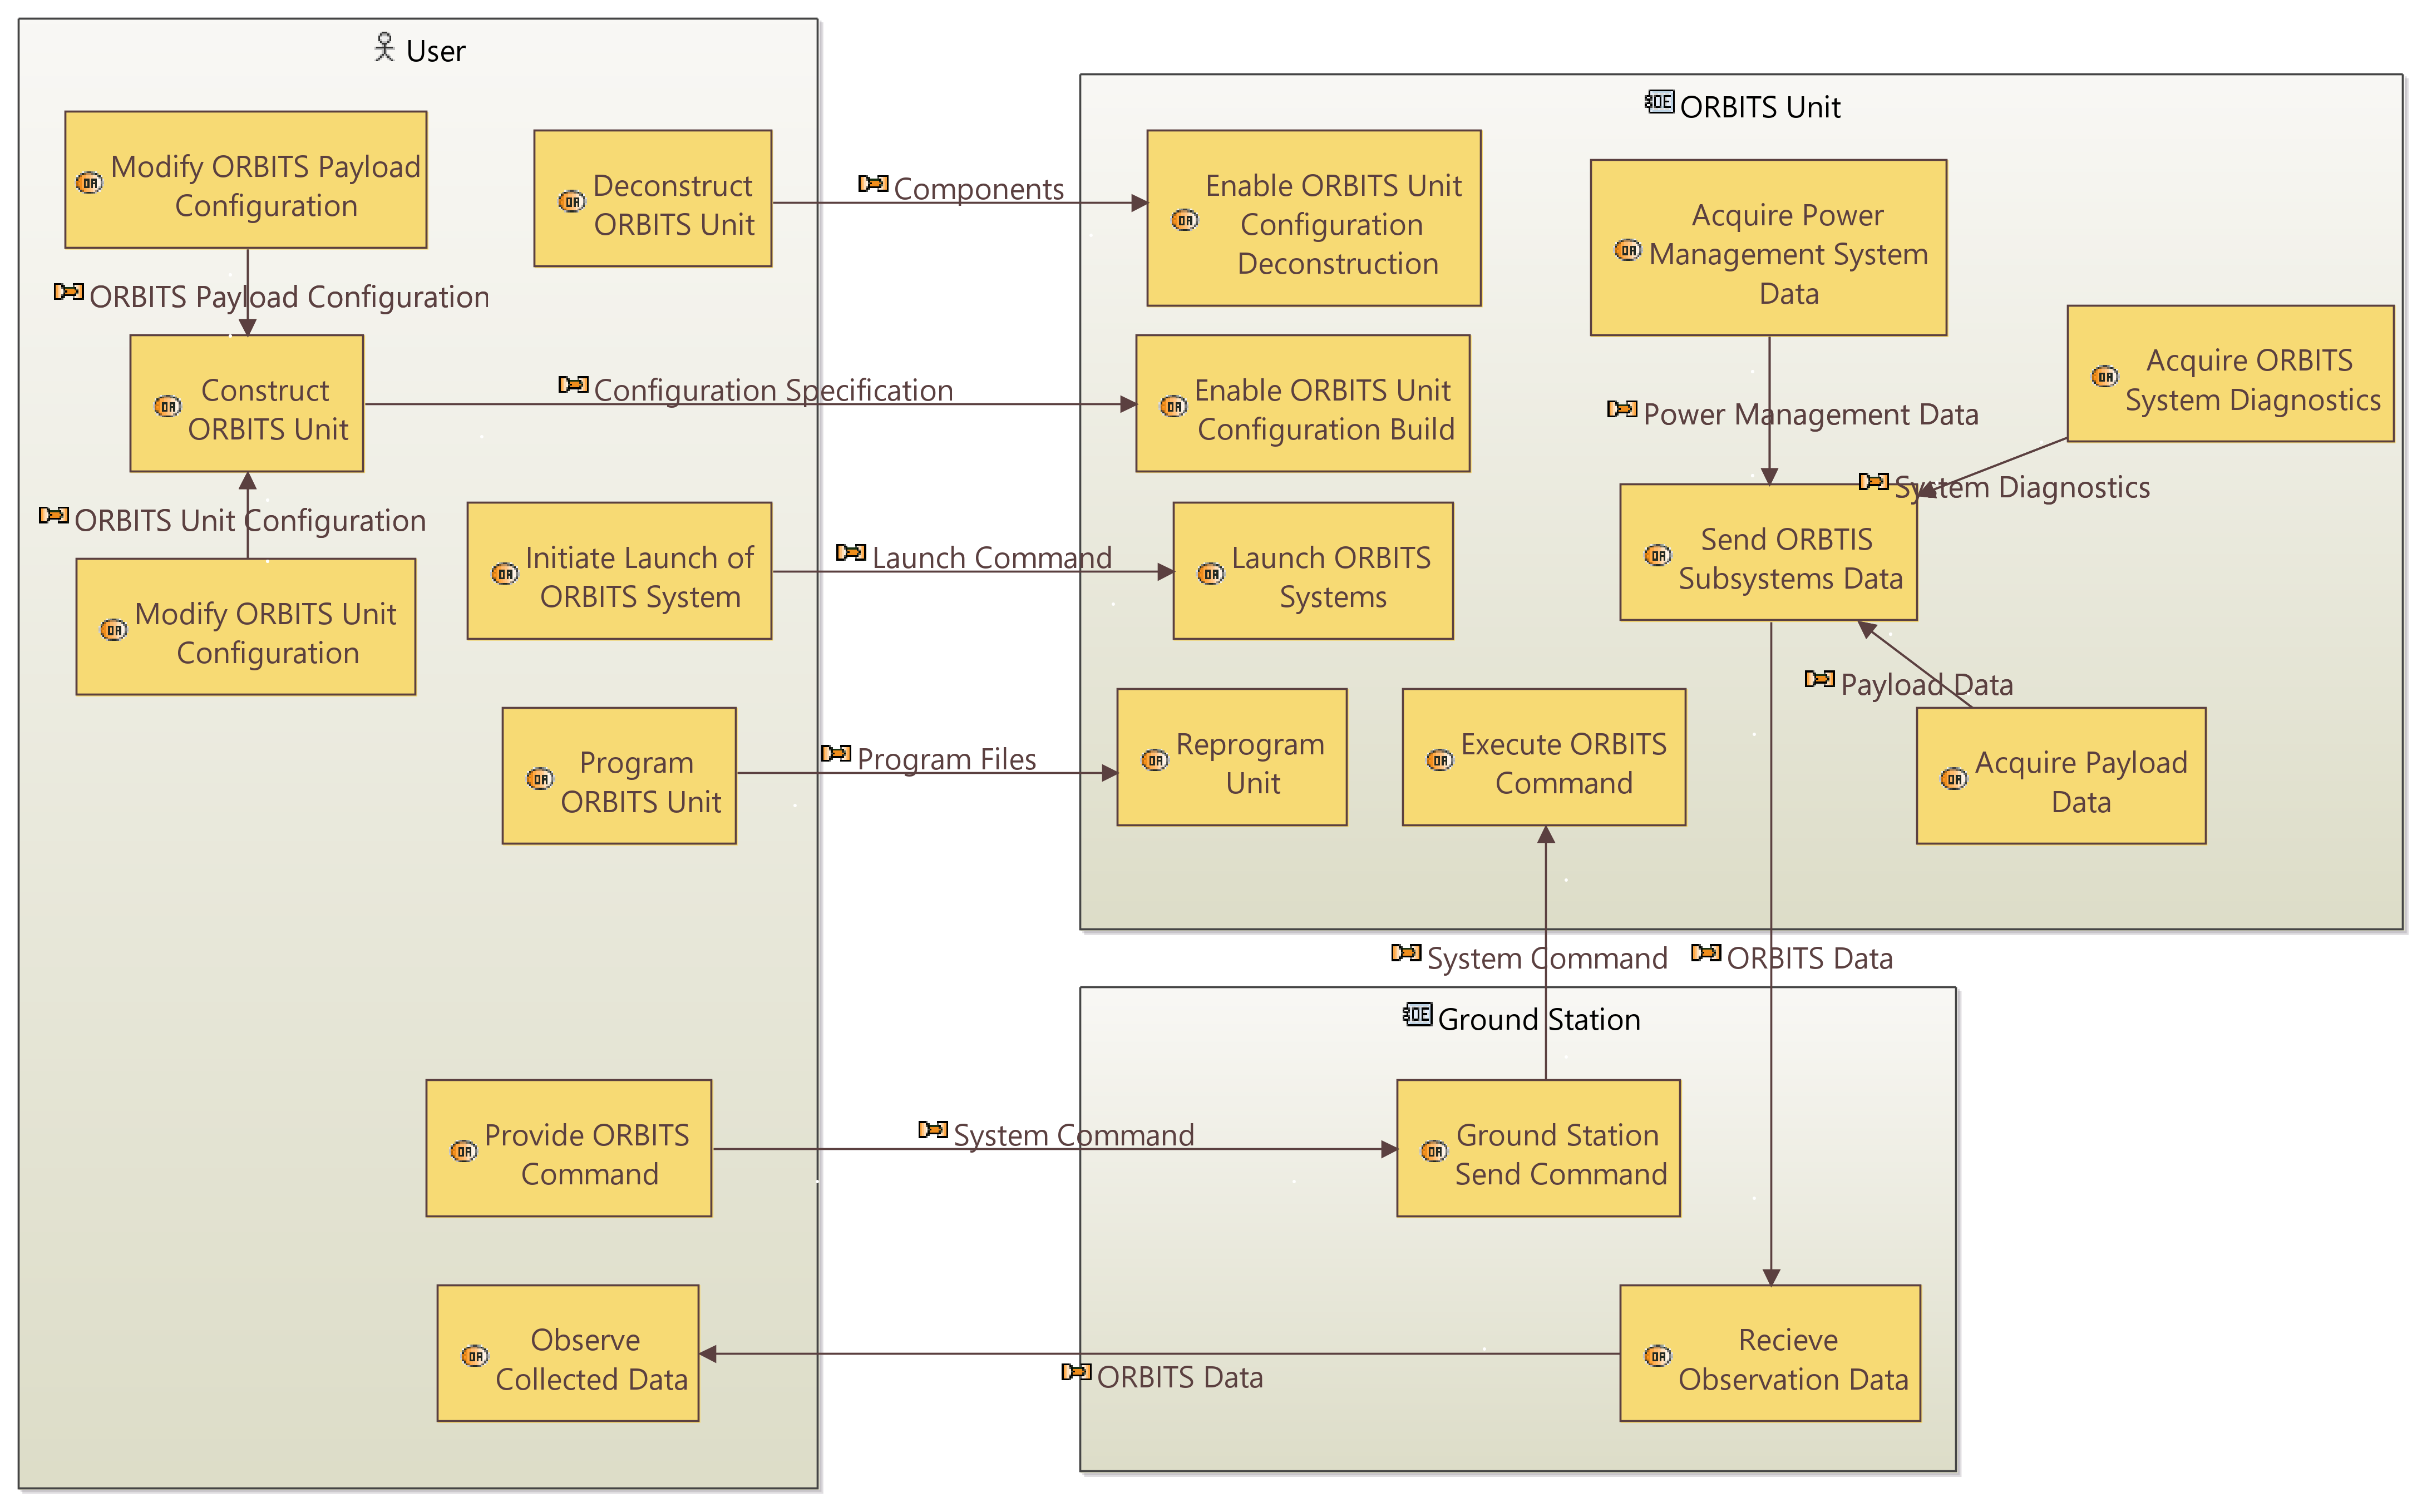 User
Modify ORBITS Payload
Configuration
Deconstruct
ORBITS Unit
ORBITS Payload Configuration
Construct
ORBITS Unit
ORBITS Unit Configuration
Modify ORBITS Unit
Configuration
Initiate Launch of
ORBITS System
Program
ORBITS Unit
Provide ORBITS
Command
Observe
Collected Data
Components
Configuration Specification
Launch Command
Program Files
System Command
ORBITS Data
ORBITS Unit
Enable ORBITS Unit
Configuration
Deconstruction
Acquire Power
Management System
Data
Acquire ORBITS
System Diagnostics
Enable ORBITS Unit
Configuration Build
Power Management Data
System Diagnostics
Launch ORBITS
Systems
Send ORBTIS
Subsystems Data
Payload Data
Reprogram
Unit
Execute ORBITS
Command
Acquire Payload
Data
System Command
ORBITS Data
Ground Station
Ground Station
Send Command
Recieve
Observation Data